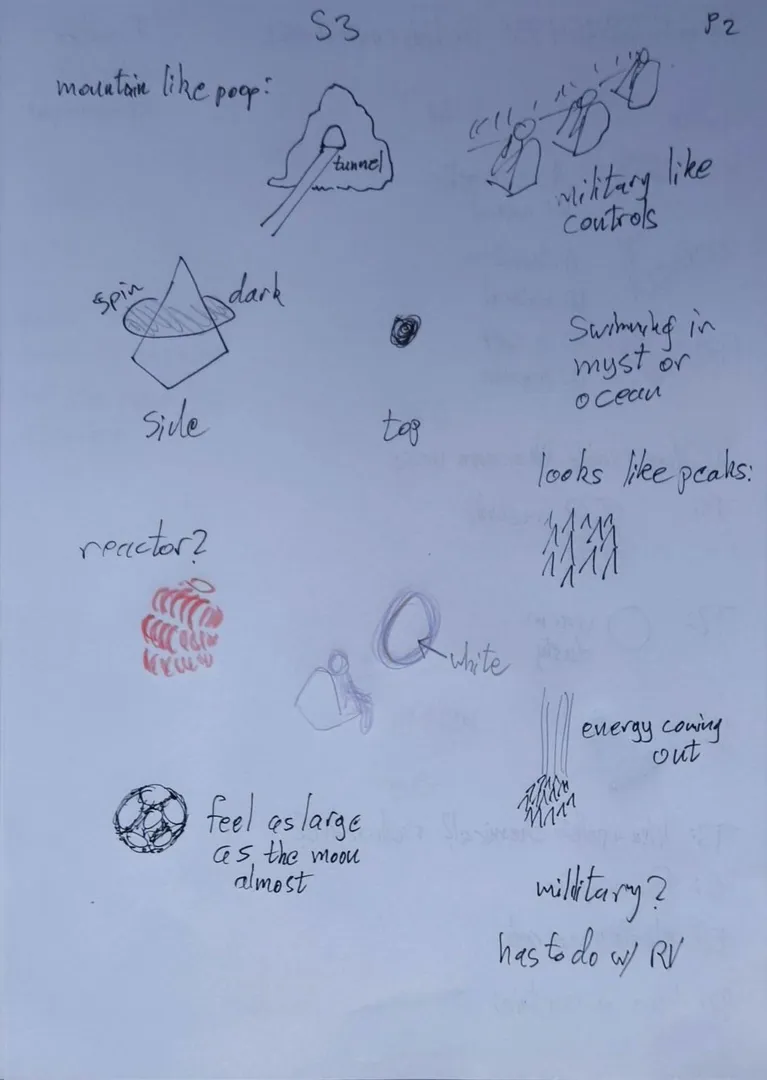 S3
P2
mountain like poop:
tunnel
military like
controls
spin
dark
Side
top
Swimming in
myst or
ocean
looks like peaks:
reactor?
white
energy coming
out
feel as large
as the moon
almost
millitary?
has to do w/ RV